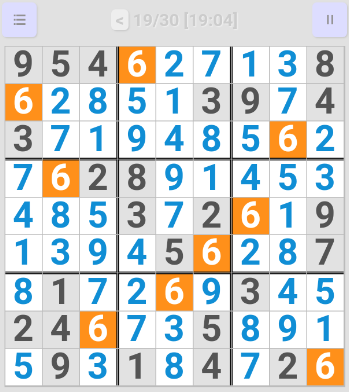 < 19/30 [19:04]
9 5 4 6 2 7 1 3 8
6 2 8 5 1 3 9 7 4
3 7 1 9 4 8 5 6 2
7 6 2 8 9 1 4 5 3
4 8 5 3 7 2 6 1 9
1 3 9 4 5 6 2 8 7
8 1 7 2 6 9 3 4 5
2 4 6 7 3 5 8 9 1
5 9 3 1 8 4 7 2 6